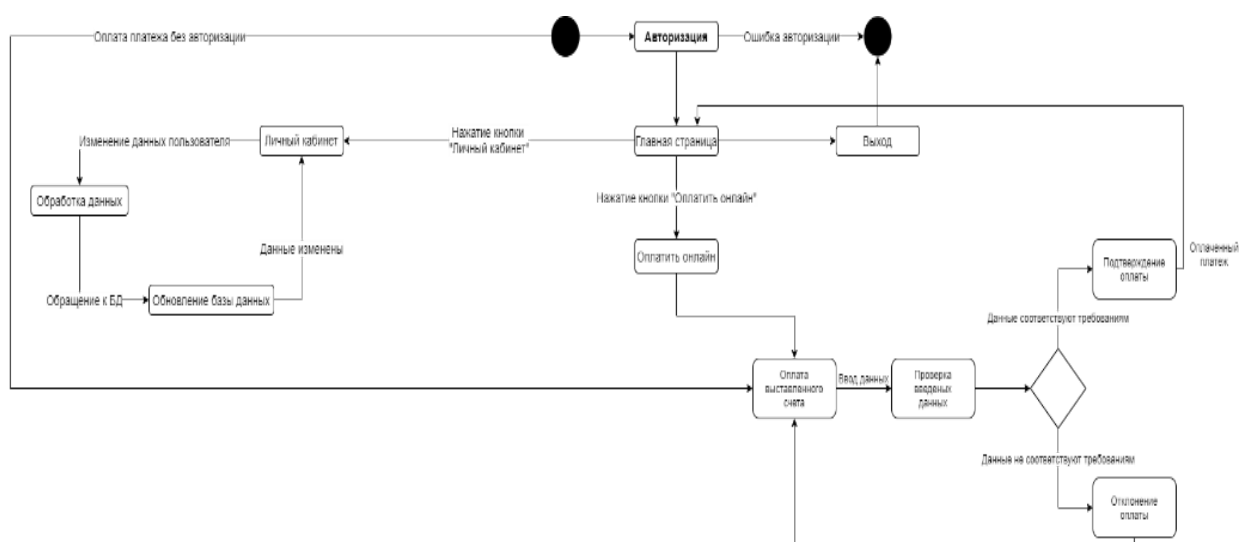 Оплата платежа без авторизации
Авторизация
Ошибка авторизации
Изменение данных пользователя
Личный кабинет
Нажатие кнопки
"Личный кабинет"
Главная страница
Выход
Обработка данных
Нажатие кнопки "Оплатить онлайн"
Данные изменены
Оплатить онлайн
Оплаченный
платеж
Подтверждение
оплаты
Обращение к БД
Обновление базы данных
Данные соответствуют требованиям
Оплата
выставленного
счета
Ввод данных
Проверка
введеных
данных
Данные не соответствуют требованиям
Отклонение
оплаты